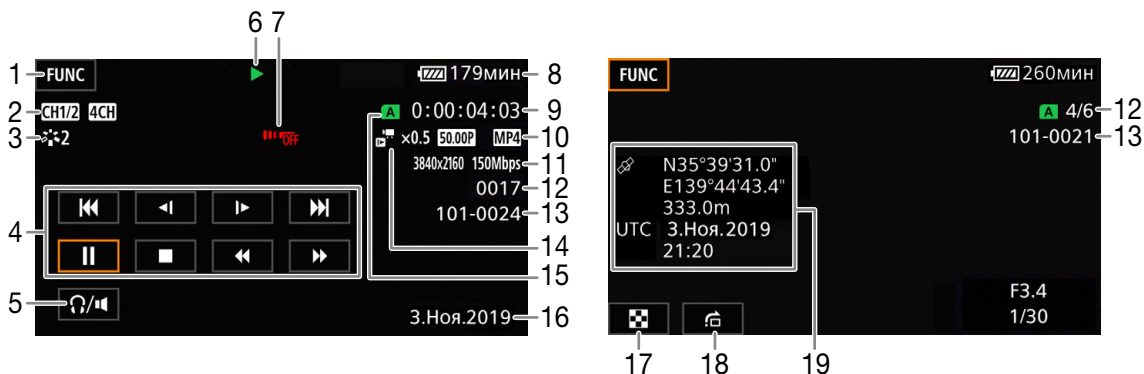 6 7
1 FUNC 179мин 8
2 CH1/2 4CH A 0:00:04:03 9
3 2 OFF ×0.5 50.00P MP4 10
3840x2160 150Mbps 11
0017 12
4 101-0024 13
14
15
5 3.Ноя.2019 16
FUNC 260мин
A 4/6 12
101-0021 13
N35°39'31.0"
E139°44'43.4"
333.0m
UTC 3.Ноя.2019
21:20
F3.4
1/30
17 18 19